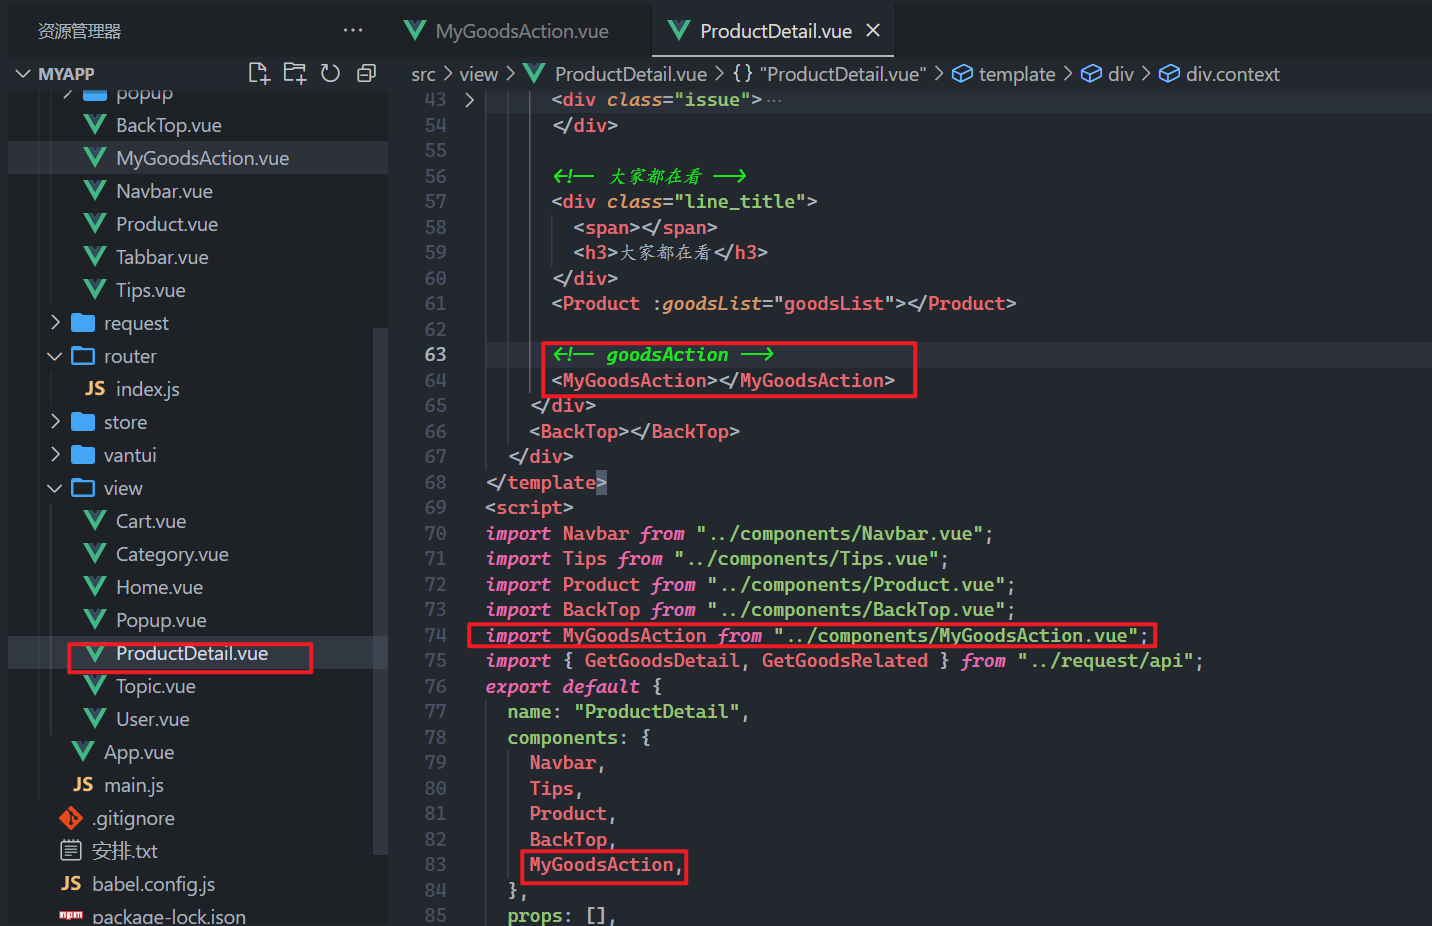 资源管理器 ···
MyGoodsAction.vue
ProductDetail.vue
MYAPP
src > view > ProductDetail.vue > {} "ProductDetail.vue" > template > div > div.context
popup
BackTop.vue
MyGoodsAction.vue
Navbar.vue
Product.vue
Tabbar.vue
Tips.vue
request
router
JS index.js
store
vantui
view
Cart.vue
Category.vue
Home.vue
Popup.vue
ProductDetail.vue
Topic.vue
User.vue
App.vue
JS main.js
.gitignore
安排.txt
JS babel.config.js
npm package-lock.json
43 <div class="issue">···
54 </div>
55
56 <!-- 大家都在看 -->
57 <div class="line_title">
58 <span></span>
59 <h3>大家都在看</h3>
60 </div>
61 <Product :goodsList="goodsList"></Product>
62
63 <!-- goodsAction -->
64 <MyGoodsAction></MyGoodsAction>
65 </div>
66 <BackTop></BackTop>
67 </div>
68 </template>
69 <script>
70 import Navbar from "../components/Navbar.vue";
71 import Tips from "../components/Tips.vue";
72 import Product from "../components/Product.vue";
73 import BackTop from "../components/BackTop.vue";
74 import MyGoodsAction from "../components/MyGoodsAction.vue";
75 import { GetGoodsDetail, GetGoodsRelated } from "../request/api";
76 export default {
77 name: "ProductDetail",
78 components: {
79 Navbar,
80 Tips,
81 Product,
82 BackTop,
83 MyGoodsAction,
84 },
85 props: [],